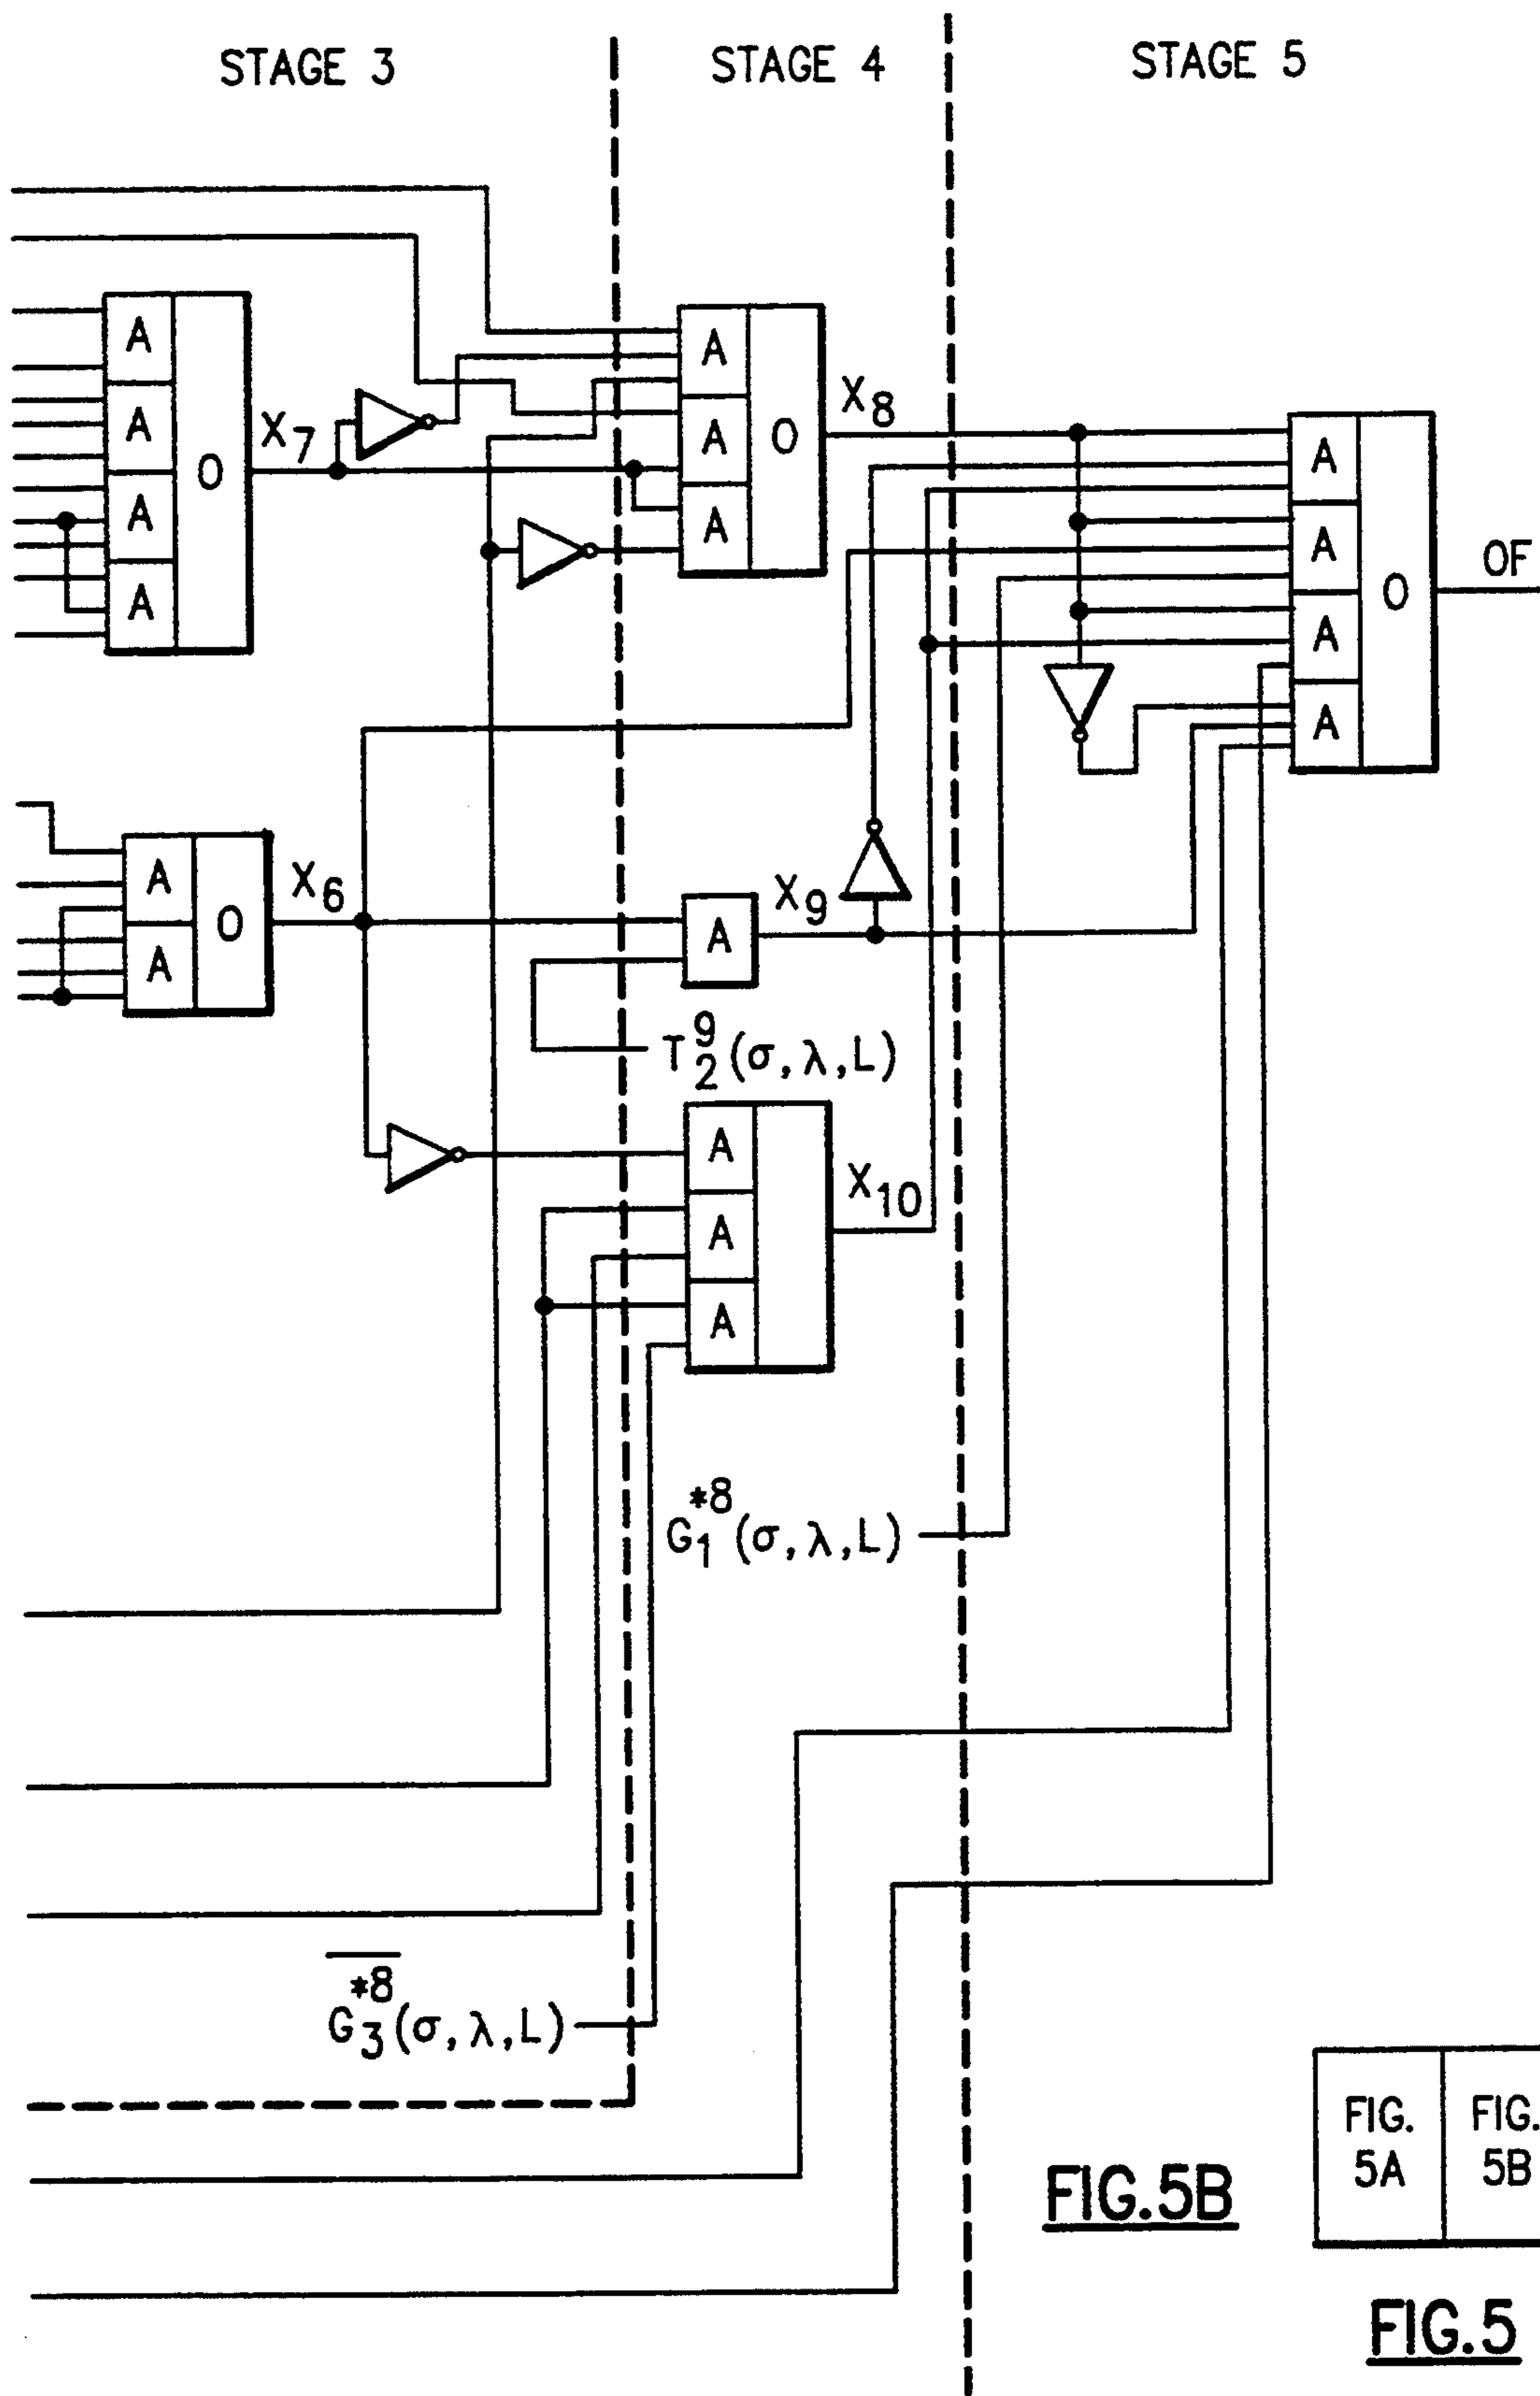 STAGE 3 STAGE 4 STAGE 5
A
A
A
A
O
X7
A
A
A
O
X8
A
A
A
A
O
OF
A
A
O
X6
A
X9
T 9 2 (σ, λ, L)
A
A
A
X10
G *8 1 (σ, λ, L)
G *8 3 (σ, λ, L)
FIG. 5A
FIG. 5B
FIG.5B
FIG.5